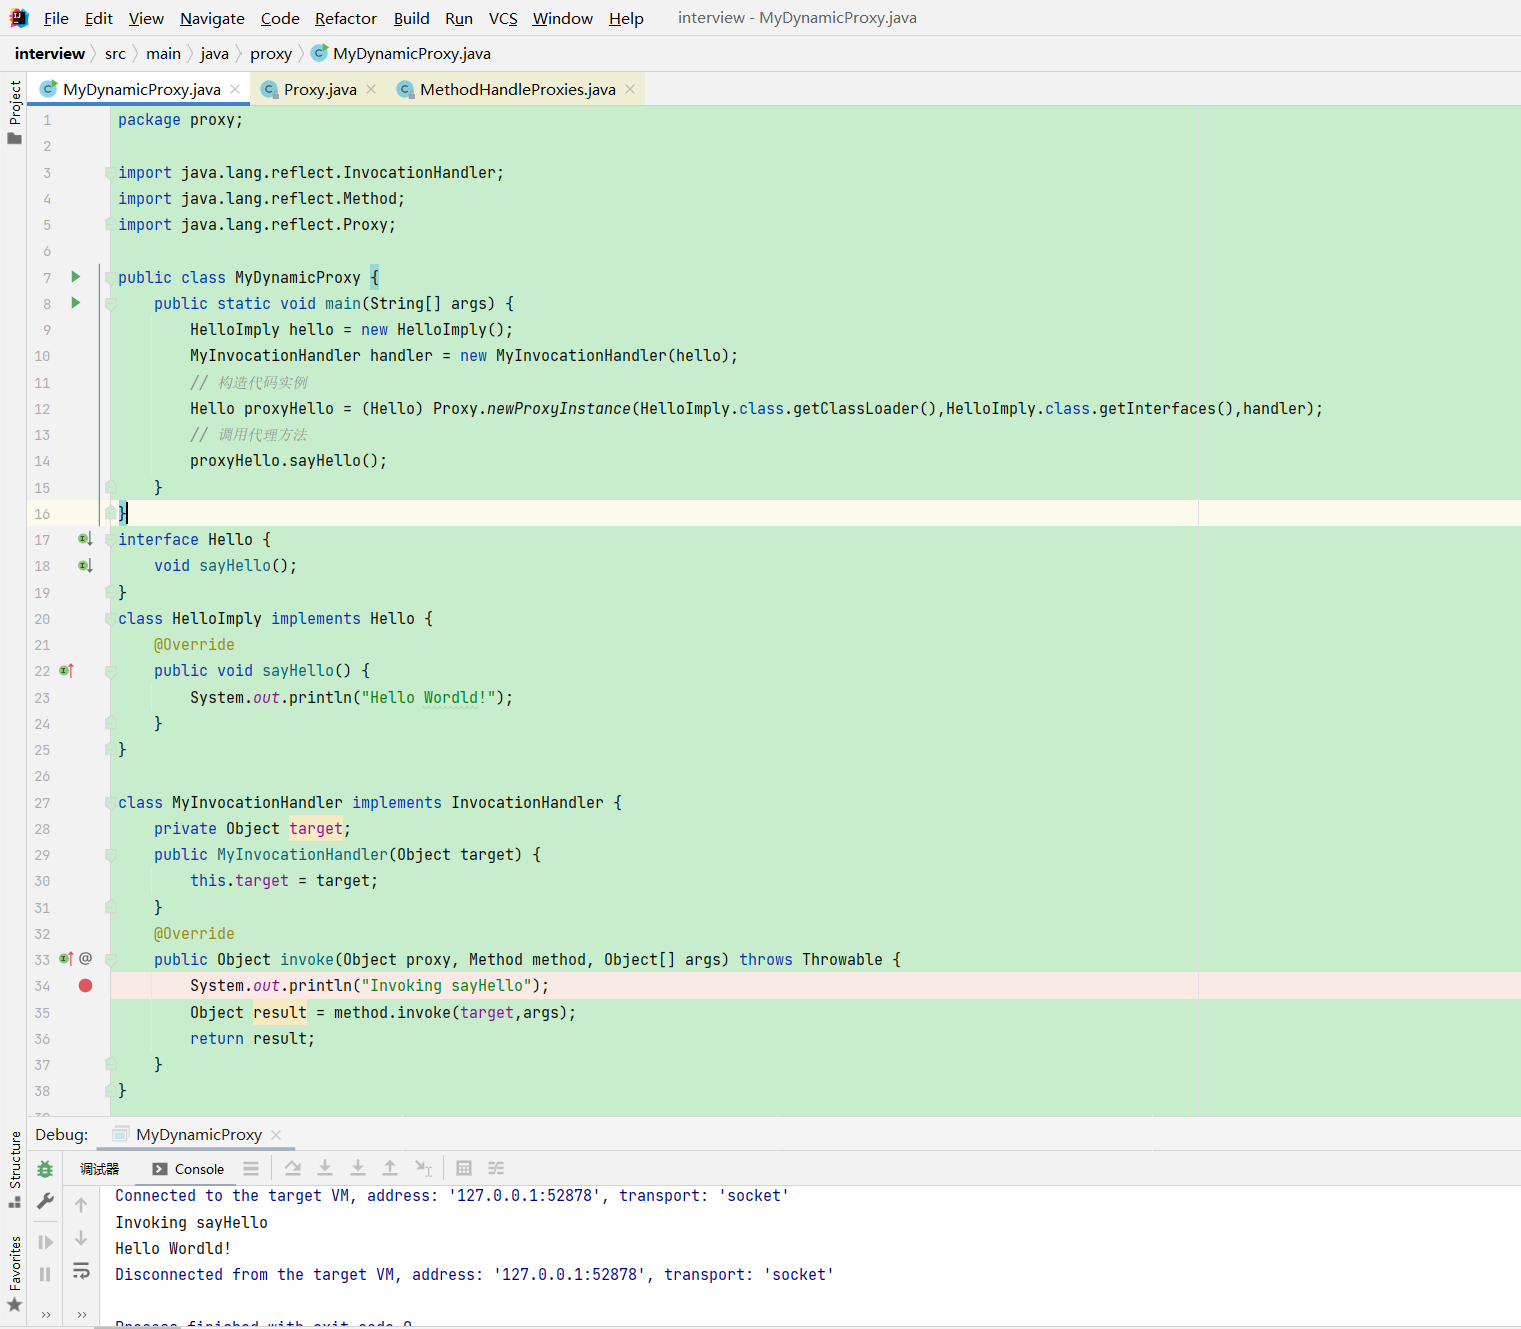 File Edit View Navigate Code Refactor Build Run VCS Window Help interview - MyDynamicProxy.java
interview src main java proxy MyDynamicProxy.java
MyDynamicProxy.java Proxy.java MethodHandleProxies.java
Project
1 package proxy;
2
3 import java.lang.reflect.InvocationHandler;
4 import java.lang.reflect.Method;
5 import java.lang.reflect.Proxy;
6
7 public class MyDynamicProxy {
8 public static void main(String[] args) {
9 HelloImply hello = new HelloImply();
10 MyInvocationHandler handler = new MyInvocationHandler(hello);
11 // 构造代码实例
12 Hello proxyHello = (Hello) Proxy.newProxyInstance(HelloImply.class.getClassLoader(),HelloImply.class.getInterfaces(),handler);
13 // 调用代理方法
14 proxyHello.sayHello();
15 }
16 }
17 interface Hello {
18 void sayHello();
19 }
20 class HelloImply implements Hello {
21 @Override
22 public void sayHello() {
23 System.out.println("Hello Wordld!");
24 }
25 }
26
27 class MyInvocationHandler implements InvocationHandler {
28 private Object target;
29 public MyInvocationHandler(Object target) {
30 this.target = target;
31 }
32 @Override
33 @ public Object invoke(Object proxy, Method method, Object[] args) throws Throwable {
34 System.out.println("Invoking sayHello");
35 Object result = method.invoke(target,args);
36 return result;
37 }
38 }
Structure
Favorites
Debug: MyDynamicProxy
调试器 Console
Connected to the target VM, address: '127.0.0.1:52878', transport: 'socket'
Invoking sayHello
Hello Wordld!
Disconnected from the target VM, address: '127.0.0.1:52878', transport: 'socket'
Process finished with exit code 0